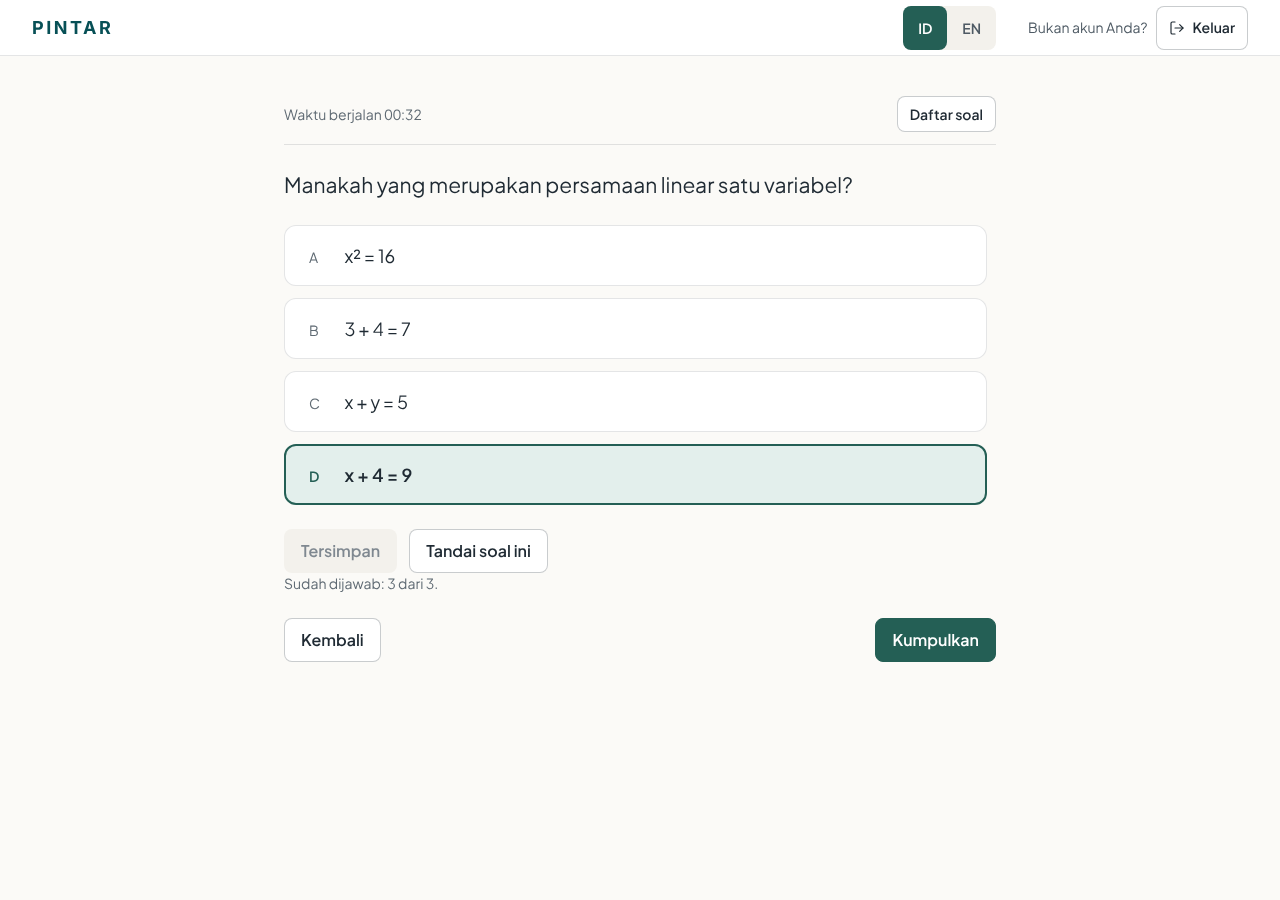 PINTAR
ID EN Bukan akun Anda? Keluar
Waktu berjalan 00:32 Daftar soal
Manakah yang merupakan persamaan linear satu variabel?
A x² = 16
B 3 + 4 = 7
C x + y = 5
D x + 4 = 9
Tersimpan Tandai soal ini
Sudah dijawab: 3 dari 3.
Kembali Kumpulkan